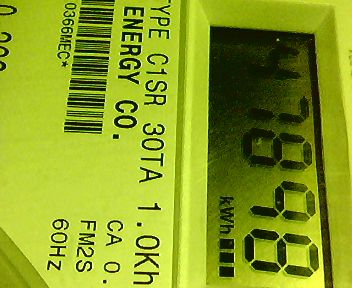 TYPE C1SR 30TA 1.0Kh
ENERGY CO.
CA 0.
FM2S
60Hz
0366MEC*
47898
kWh